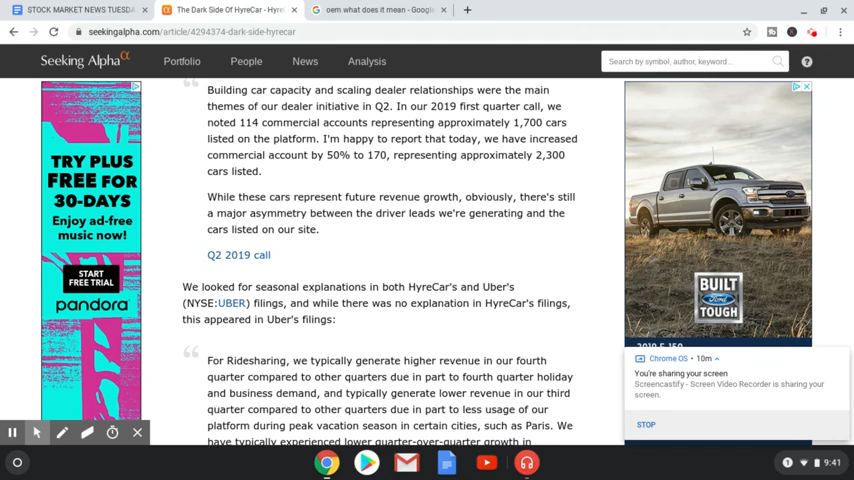 STOCK MARKET NEWS TUESDA
The Dark Side Of HyreCar - Hyre
oem what does it mean - Google
seekingalpha.com/article/4294374-dark-side-hyrecar
Seeking Alpha α
Portfolio
People
News
Analysis
Search by symbol, author, keyword...
Building car capacity and scaling dealer relationships were the main
themes of our dealer initiative in Q2. In our 2019 first quarter call, we
noted 114 commercial accounts representing approximately 1,700 cars
listed on the platform. I'm happy to report that today, we have increased
commercial account by 50% to 170, representing approximately 2,300
cars listed.
While these cars represent future revenue growth, obviously, there's still
a major asymmetry between the driver leads we're generating and the
cars listed on our site.
Q2 2019 call
We looked for seasonal explanations in both HyreCar's and Uber's
(NYSE:UBER) filings, and while there was no explanation in HyreCar's filings,
this appeared in Uber's filings:
For Ridesharing, we typically generate higher revenue in our fourth
quarter compared to other quarters due in part to fourth quarter holiday
and business demand, and typically generate lower revenue in our third
quarter compared to other quarters due in part to less usage of our
platform during peak vacation season in certain cities, such as Paris. We
have typically experienced lower quarter-over-quarter growth in
TRY PLUS
FREE FOR
30-DAYS
Enjoy ad-free
music now!
START
FREE TRIAL
pandora
BUILT
Ford
TOUGH
2019 F-150
Chrome OS • 10m
You're sharing your screen
Screencastify - Screen Video Recorder is sharing your
screen.
STOP
1
9:41